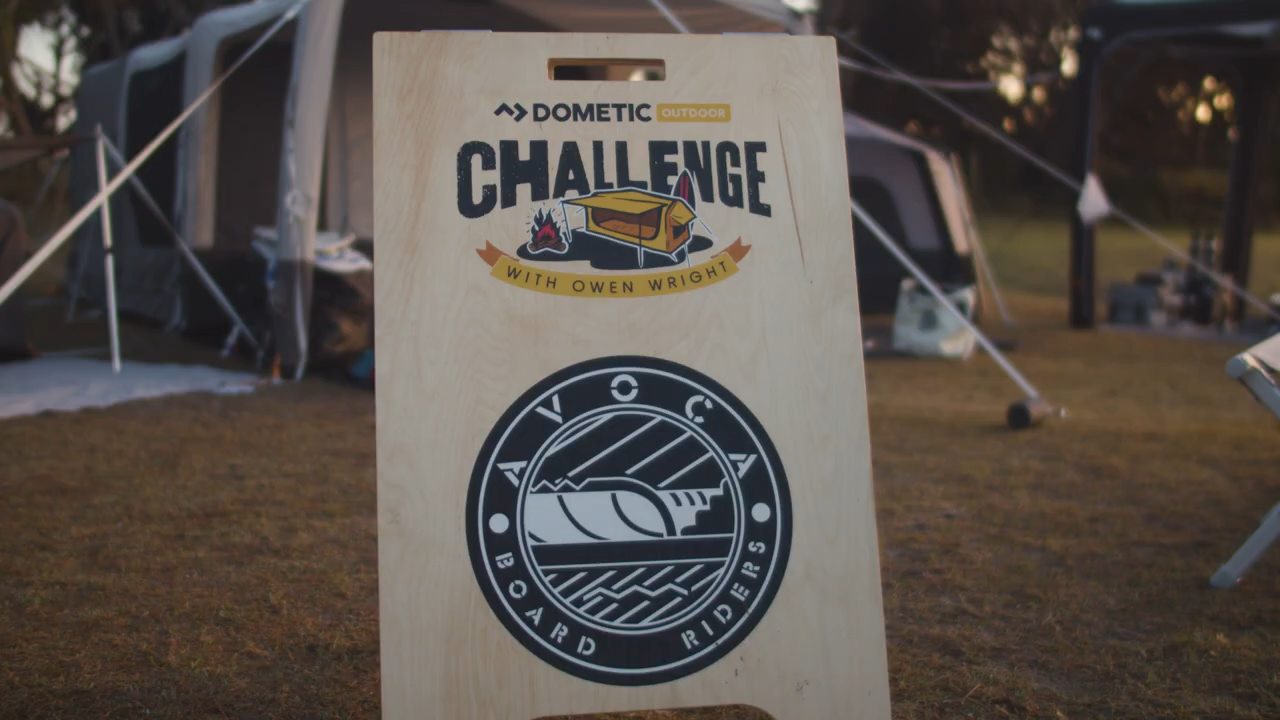 DOMETIC OUTDOOR
CHALLENGE
WITH OWEN WRIGHT
AVOCA
BOARD RIDERS